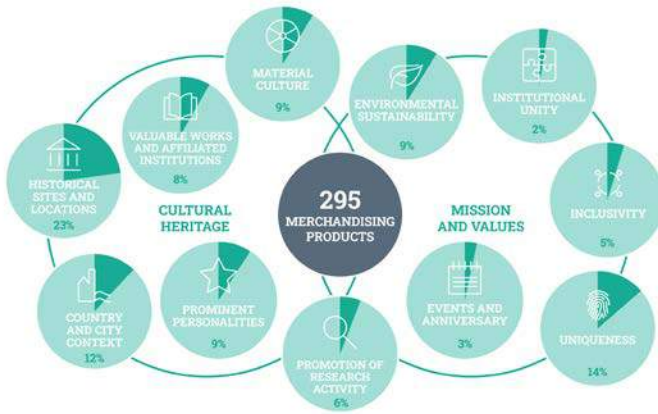 MATERIAL
CULTURE
9%
ENVIRONMENTAL
SUSTAINABILITY
9%
INSTITUTIONAL
UNITY
2%
VALUABLE WORKS
AND AFFILIATED
INSTITUTIONS
8%
HISTORICAL
SITES AND
LOCATIONS
23%
CULTURAL
HERITAGE
295
MERCHANDISING
PRODUCTS
MISSION
AND VALUES
INCLUSIVITY
5%
COUNTRY
AND CITY
CONTEXT
12%
PROMINENT
PERSONALITIES
9%
PROMOTION OF
RESEARCH
ACTIVITY
6%
EVENTS AND
ANNIVERSARY
3%
UNIQUENESS
14%